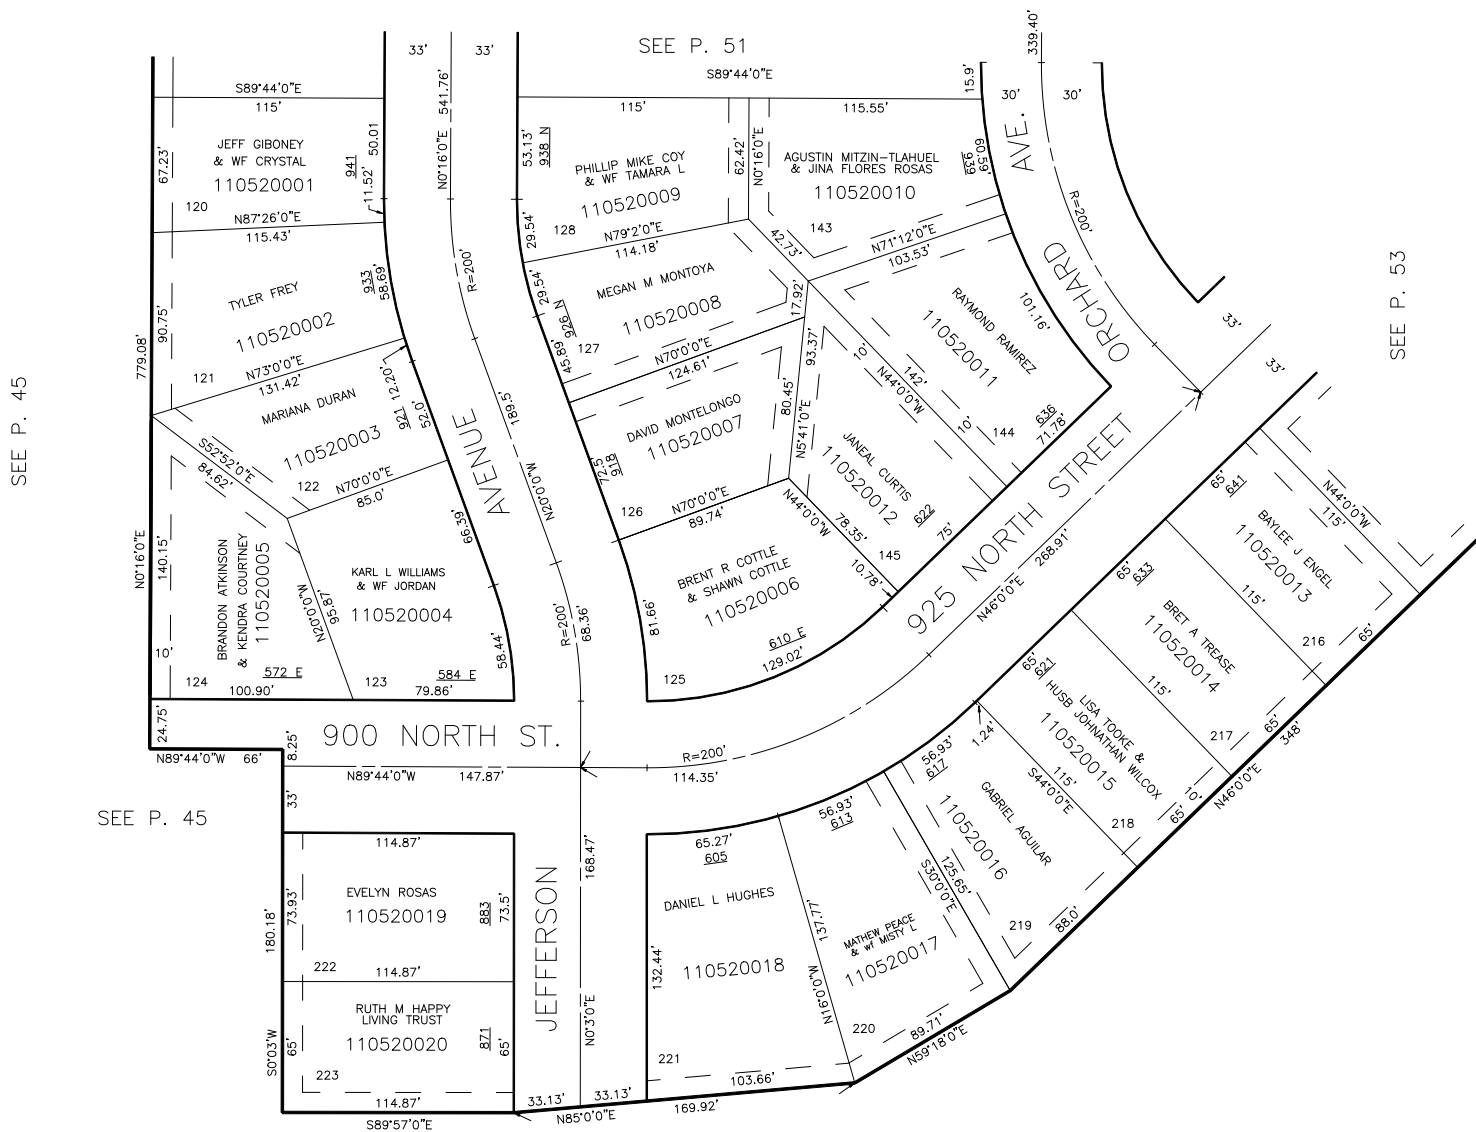 SEE P. 51
S89°44'0"E
S89°44'0"E
33'
33'
541.76'
N0°16'0"E
15.9'
339.40'
30'
30'
115'
67.23'
JEFF GIBONEY
& WF CRYSTAL
110520001
941
50.01
11.52'
120
N87°26'0"E
115.43'
115'
53.13'
938 N
PHILLIP MIKE COY
& WF TAMARA L
110520009
62.42'
N0°16'0"E
29.54'
128
N79°2'0"E
114.18'
115.55'
AGUSTIN MITZIN-TLAHUEL
& JINA FLORES ROSAS
110520010
939
60.59'
143
42.73'
N71°12'0"E
103.53'
AVE.
ORCHARD
R=200'
33'
33'
SEE P. 53
SEE P. 45
779.08'
N0°16'0"E
90.75'
TYLER FREY
110520002
933
58.69'
121
N73°0'0"E
131.42'
R=200'
29.54'
926 N
MEGAN M MONTOYA
110520008
17.92'
45.89'
127
N70°0'0"E
124.61'
RAYMOND RAMIREZ
110520011
101.16'
10'
142'
N44°0'0"W
10'
144
636
71.78'
MARIANA DURAN
110520003
921
12.20'
52.0'
S52°52'0"E
84.62'
122
N70°0'0"E
85.0'
189.5'
N20°0'0"W
AVENUE
66.39'
DAVID MONTELONGO
110520007
80.45'
93.37'
N5°41'0"E
72.5'
918
126
N70°0'0"E
89.74'
JANEAL CURTIS
110520012
622
75'
N44°0'0"W
78.35'
145
10.78'
925 NORTH STREET
268.91'
N46°0'0"E
140.15'
BRANDON ATKINSON
& KENDRA COURTNEY
110520005
10'
124
572 E
100.90'
N20°0'0"W
95.87'
KARL L WILLIAMS
& WF JORDAN
110520004
58.44'
123
584 E
79.86'
R=200'
68.36'
BRENT R COTTLE
& SHAWN COTTLE
110520006
81.66'
610 E
129.02'
125
65'
641
N44°0'0"W
115'
BAYLEE J ENGEL
110520013
216
65'
65'
633
115'
BRET A TREASE
110520014
217
65'
348'
N46°0'0"E
65'
621
115'
LISA TOOKE &
HUSB JOHNATHAN WILCOX
110520015
10'
218
65'
24.75'
N89°44'0"W
66'
8.25'
900 NORTH ST.
N89°44'0"W
147.87'
R=200'
114.35'
33'
SEE P. 45
1.24'
56.93'
617
S44°0'0"E
115'
GABRIEL AGUILAR
110520016
219
88.0'
56.93'
613
S30°0'0"E
125.65'
MATHEW PEACE
& wf MISTY L
110520017
220
89.71'
N59°18'0"E
65.27'
605
DANIEL L HUGHES
110520018
132.44'
137.77'
N16°0'0"W
221
103.66'
168.47'
JEFFERSON
N0°3'0"E
114.87'
EVELYN ROSAS
110520019
73.93'
883
73.5'
222
114.87'
180.18'
S0°03'W
RUTH M HAPPY
LIVING TRUST
110520020
65'
871
65'
223
114.87'
S89°57'0"E
33.13'
33.13'
N85°0'0"E
169.92'